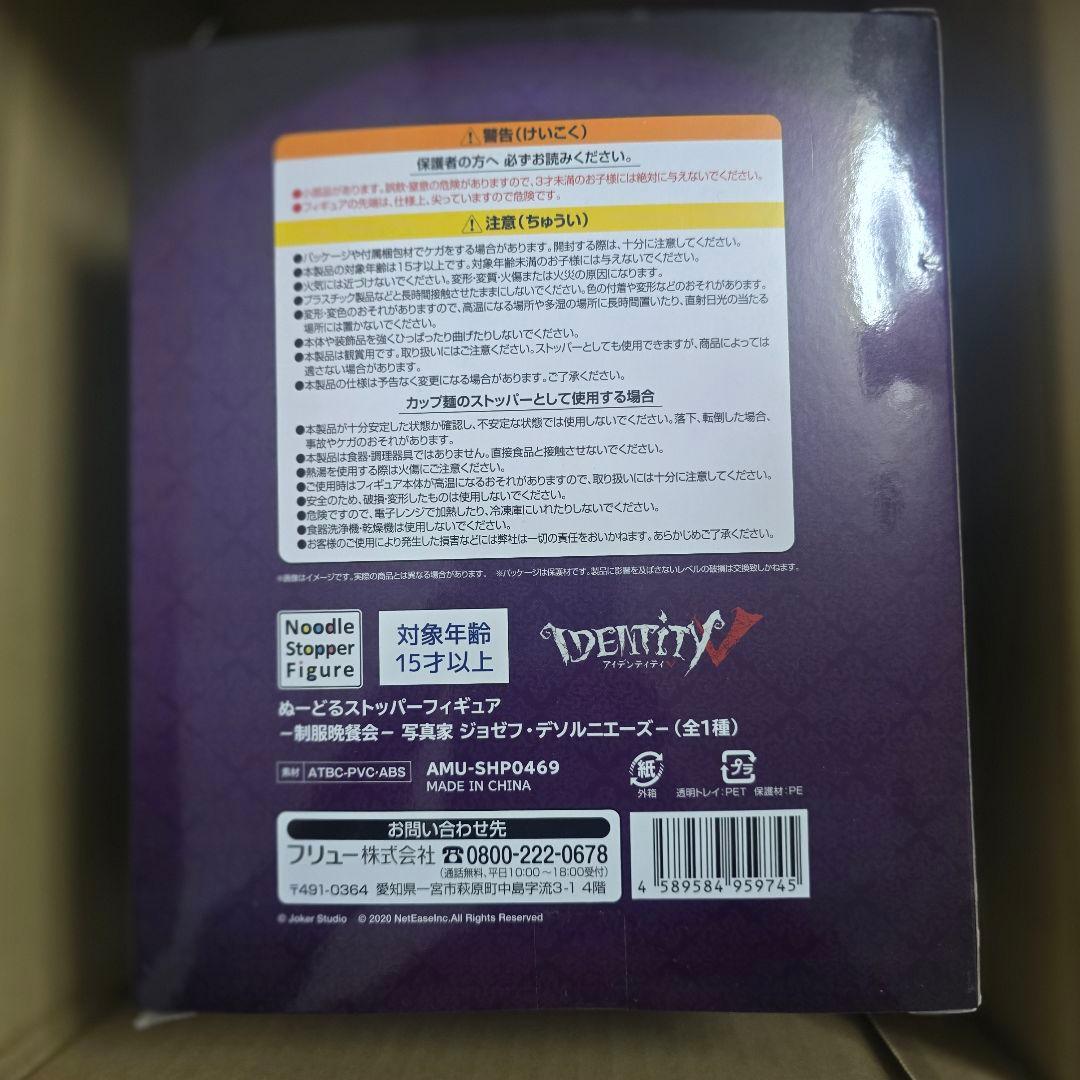 ⚠警告(けいこく)
保護者の方へ 必ずお読みください。
●小部品があります。誤飲・窒息の危険がありますので、3才未満のお子様には絶対に与えないでください。
●フィギュアの先端は、仕様上、尖っていますので危険です。
⚠注意(ちゅうい)
●パッケージや付属梱包材でケガをする場合があります。開封する際は、十分に注意してください。
●本製品の対象年齢は15才以上です。対象年齢未満のお子様には与えないでください。
●火気には近づけないでください。変形・変質・火傷または火災の原因になります。
●プラスチック製品などと長時間接触させたままにしないでください。色の付着や変形などのおそれがあります。
●変形・変色のおそれがありますので、高温になる場所や多湿の場所に長時間置いたり、直射日光の当たる
場所には置かないでください。
●本体や装飾品を強くひっぱったり曲げたりしないでください。
●本製品は観賞用です。取り扱いにはご注意ください。ストッパーとしても使用できますが、商品によっては
適さない場合があります。
●本製品の仕様は予告なく変更になる場合があります。ご了承ください。
カップ麺のストッパーとして使用する場合
●本製品が十分安定した状態か確認し、不安定な状態では使用しないでください。落下、転倒した場合、
事故やケガのおそれがあります。
●本製品は食器・調理器具ではありません。直接食品と接触させないでください。
●熱湯を使用する際は火傷にご注意ください。
●ご使用時はフィギュア本体が高温になるおそれがありますので、取り扱いには十分に注意してください。
●安全のため、破損・変形したものは使用しないでください。
●危険ですので、電子レンジで加熱したり、冷凍庫にいれたりしないでください。
●食器洗浄機・乾燥機は使用しないでください。
●お客様のご使用により発生した損害などには弊社は一切の責任をおいかねます。あらかじめご了承ください。
※画像はイメージです。実際の商品とは異なる場合があります。 ※パッケージは保護材です。製品に影響を及ぼさないレベルの破損は交換致しかねます。
Noodle
Stopper
Figure
対象年齢
15才以上
IDENTITY V
アイデンティティV
ぬーどるストッパーフィギュア
－制服晩餐会－ 写真家 ジョゼフ・デソルニエーズ－(全1種)
素材 ATBC-PVC・ABS
AMU-SHP0469
MADE IN CHINA
紙
外箱
プラ
透明トレイ:PET 保護材:PE
お問い合わせ先
フリュー株式会社 ☎0800-222-0678
(通話無料、平日10:00～18:00受付)
〒491-0364 愛知県一宮市萩原町中島字流3-1 4階
4 589584 959745
© Joker Studio © 2020 NetEaseInc.All Rights Reserved